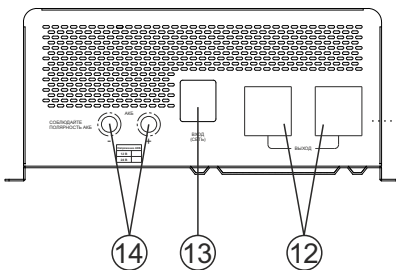 АКБ
СОБЛЮДАЙТЕ
ПОЛЯРНОСТЬ АКБ
- +
ВХОД
(СЕТЬ)
ВЫХОД
14 13 12